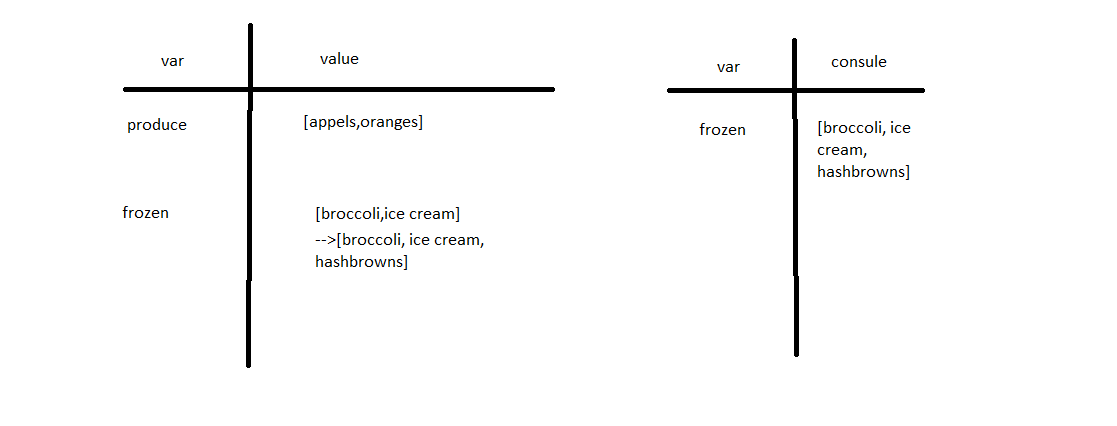 var
value
produce
[appels,oranges]
frozen
[broccoli,ice cream]
-->[broccoli, ice cream,
hashbrowns]
var
consule
frozen
[broccoli, ice
cream,
hashbrowns]